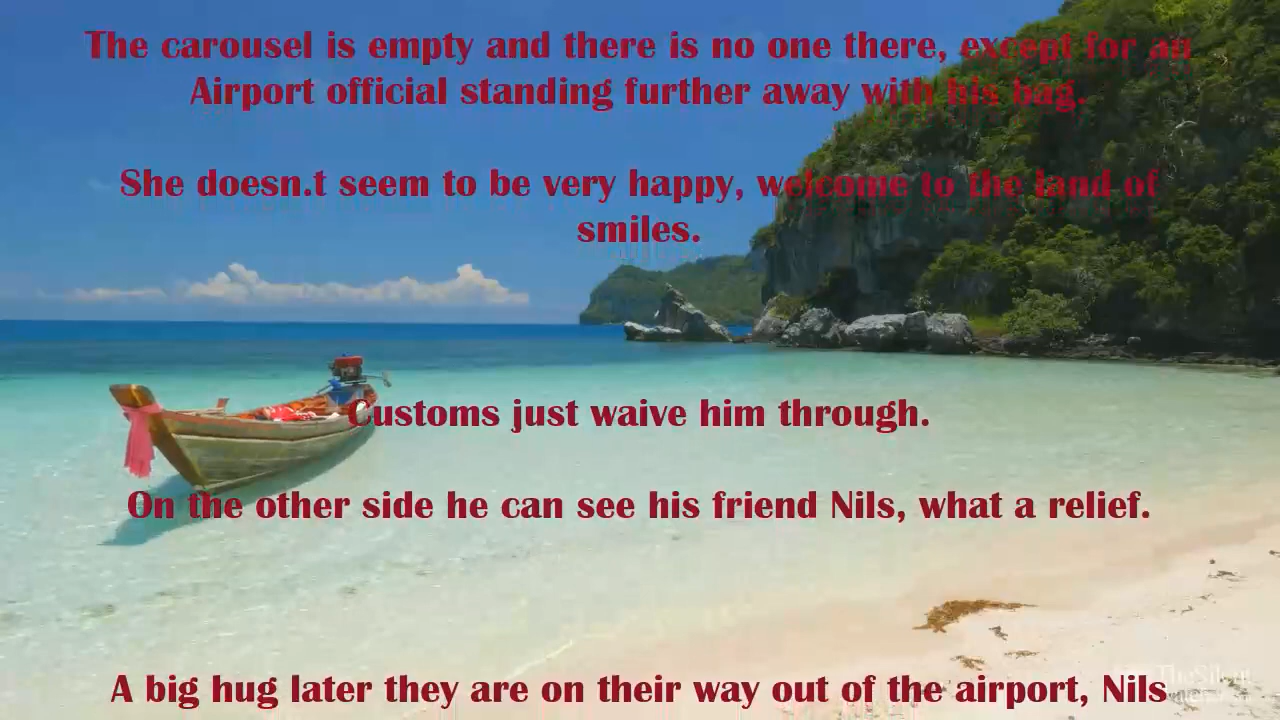 The carousel is empty and there is no one there, except for an
Airport official standing further away with his bag.
She doesn.t seem to be very happy, welcome to the land of
smiles.
Customs just waive him through.
On the other side he can see his friend Nils, what a relief.
A big hug later they are on their way out of the airport, Nils
TheSilent